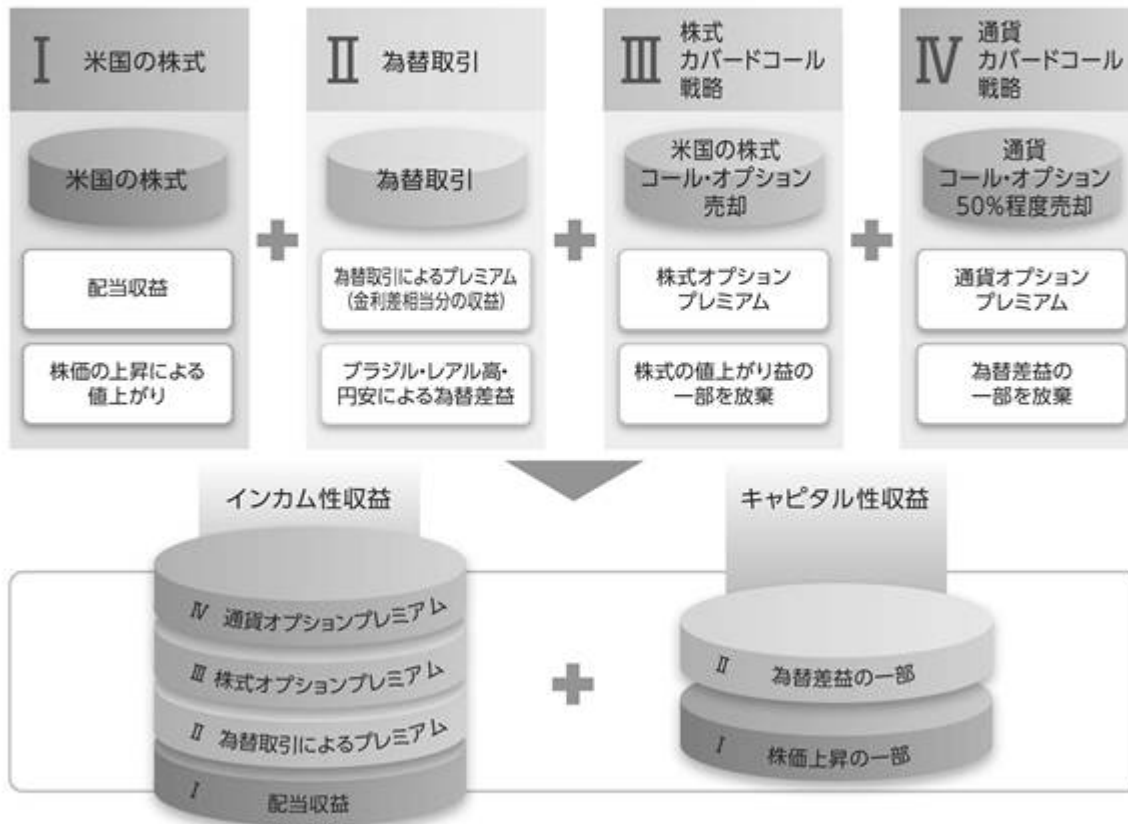 I 米国の株式
II 為替取引
III 株式
カバードコール
戦略
IV 通貨
カバードコール
戦略
米国の株式
為替取引
米国の株式
コール・オプション
売却
通貨
コール・オプション
50%程度売却
配当収益
為替取引によるプレミアム
(金利差相当分の収益)
株式オプション
プレミアム
通貨オプション
プレミアム
株価の上昇による
値上がり
ブラジル・レアル高・
円安による為替差益
株式の値上がり益の
一部を放棄
為替差益の
一部を放棄
インカム性収益
キャピタル性収益
IV 通貨オプションプレミアム
III 株式オプションプレミアム
II 為替取引によるプレミアム
I 配当収益
II 為替差益の一部
I 株価上昇の一部